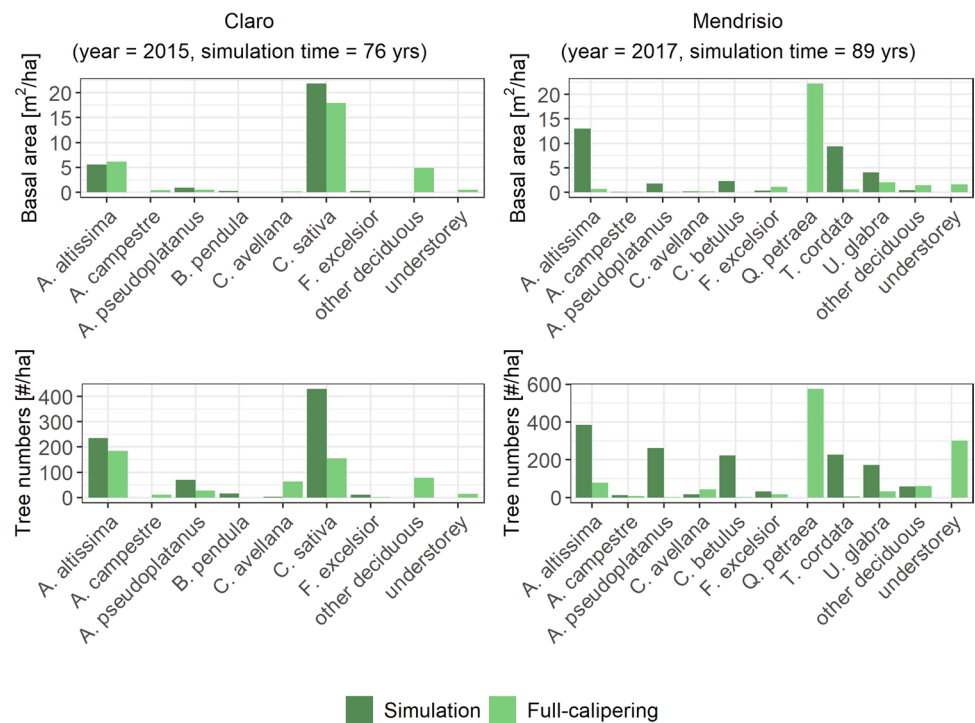 Claro
(year = 2015, simulation time = 76 yrs)
Basal area [m²/ha]
20
15
10
5
0
A. altissima
A. campestre
A. pseudoplatanus
B. pendula
C. avellana
C. sativa
F. excelsior
other deciduous
understorey
Mendrisio
(year = 2017, simulation time = 89 yrs)
Basal area [m²/ha]
20
15
10
5
0
A. altissima
A. campestre
A. pseudoplatanus
C. avellana
C. betulus
F. excelsior
Q. petraea
T. cordata
U. glabra
other deciduous
understorey
Tree numbers [#/ha]
400
300
200
100
0
A. altissima
A. campestre
A. pseudoplatanus
B. pendula
C. avellana
C. sativa
F. excelsior
other deciduous
understorey
Tree numbers [#/ha]
600
400
200
0
A. altissima
A. campestre
A. pseudoplatanus
C. avellana
C. betulus
F. excelsior
Q. petraea
T. cordata
U. glabra
other deciduous
understorey
Simulation
Full-calipering